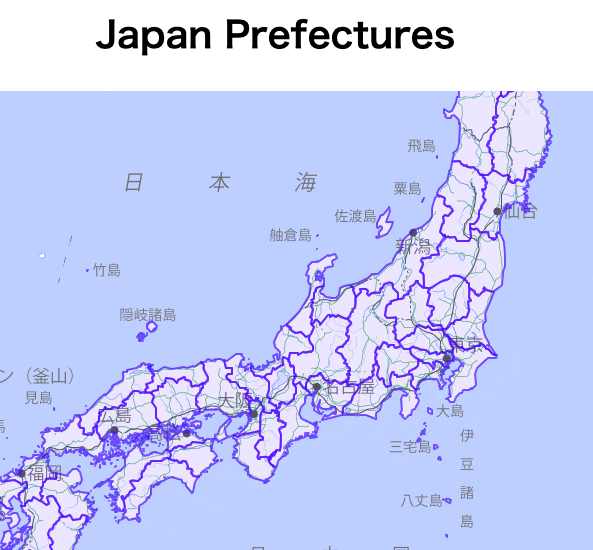 Japan Prefectures
飛島
日本海
粟島
佐渡島
仙台
舳倉島
新潟
竹島
隠岐諸島
東京
ン（釜山）
名古屋
見島
大阪
大島
広島
高松
伊豆諸島
三宅島
福岡
八丈島